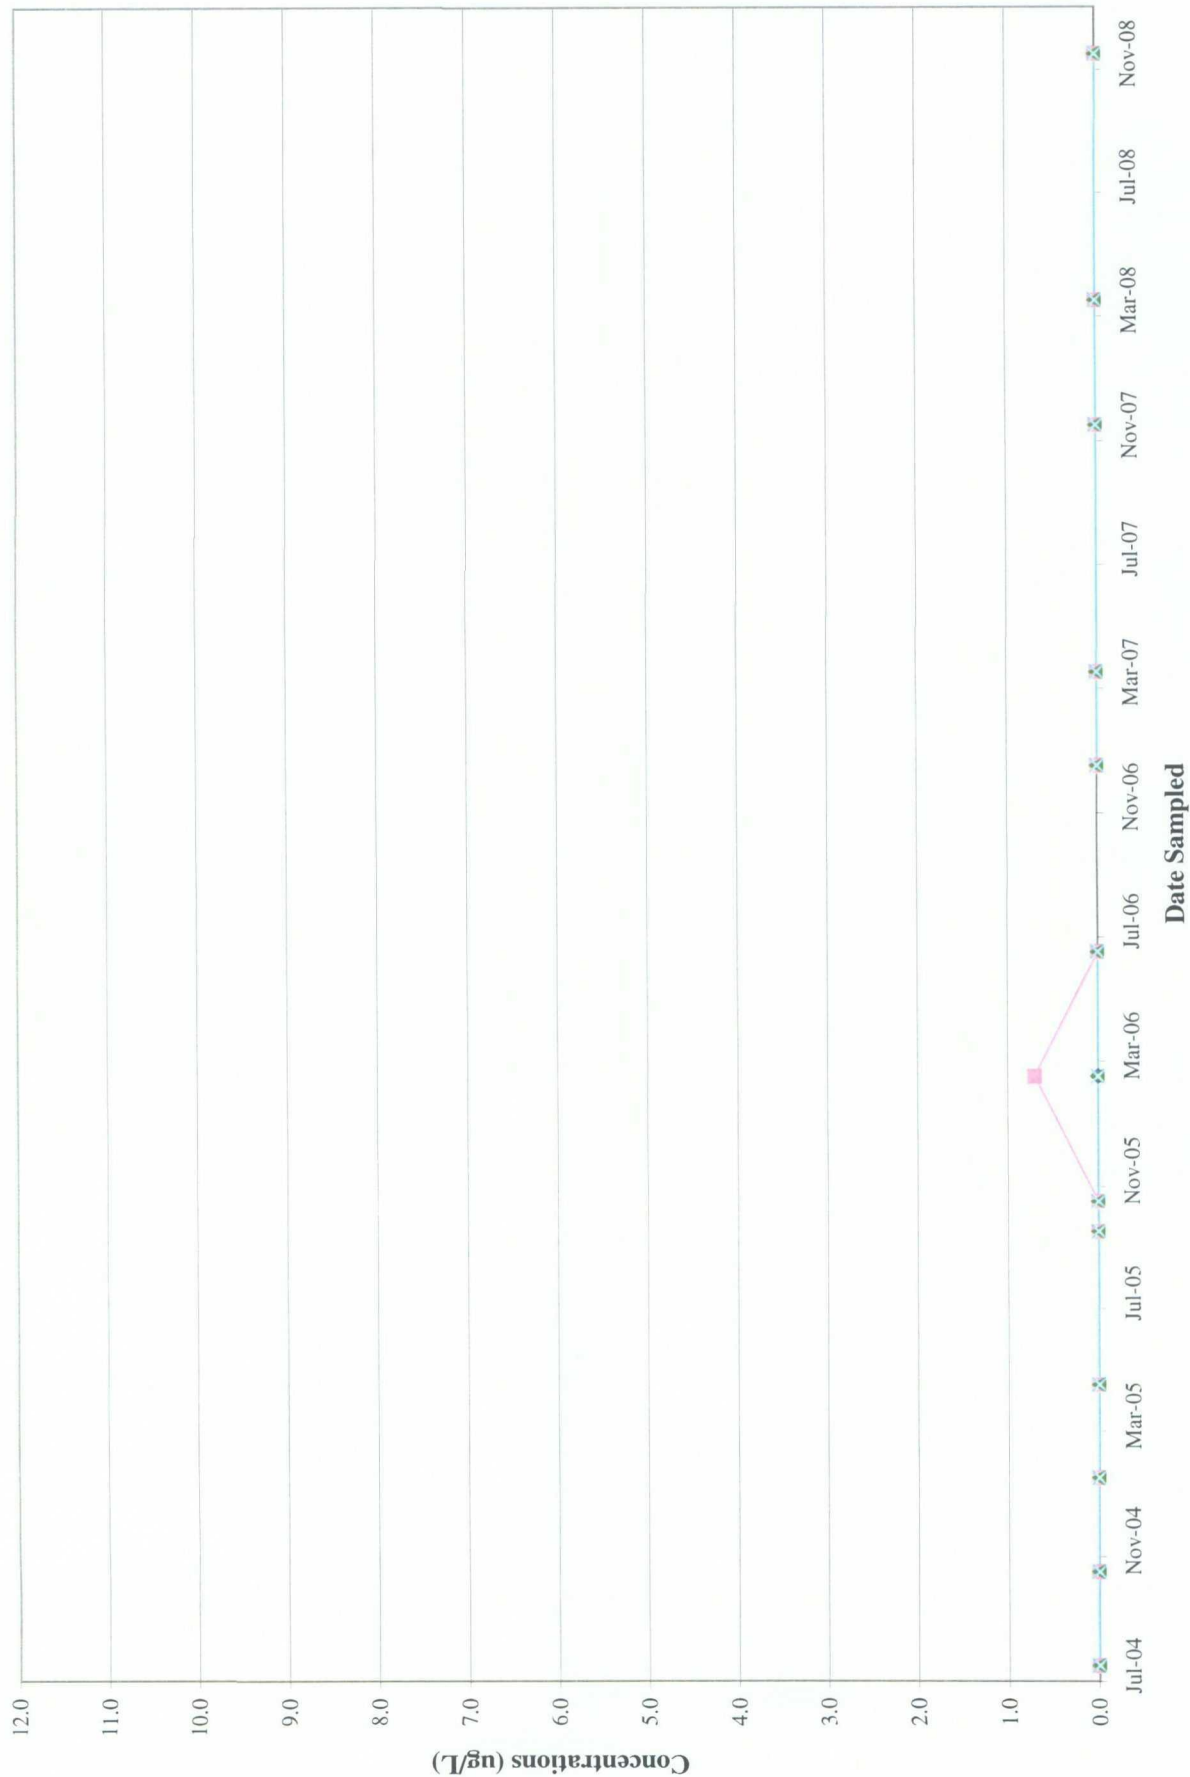 Concentrations (ug/L)
12.0
11.0
10.0
9.0
8.0
7.0
6.0
5.0
4.0
3.0
2.0
1.0
0.0
Jul-04
Nov-04
Mar-05
Jul-05
Nov-05
Mar-06
Jul-06
Nov-06
Mar-07
Jul-07
Nov-07
Mar-08
Jul-08
Nov-08
Date Sampled